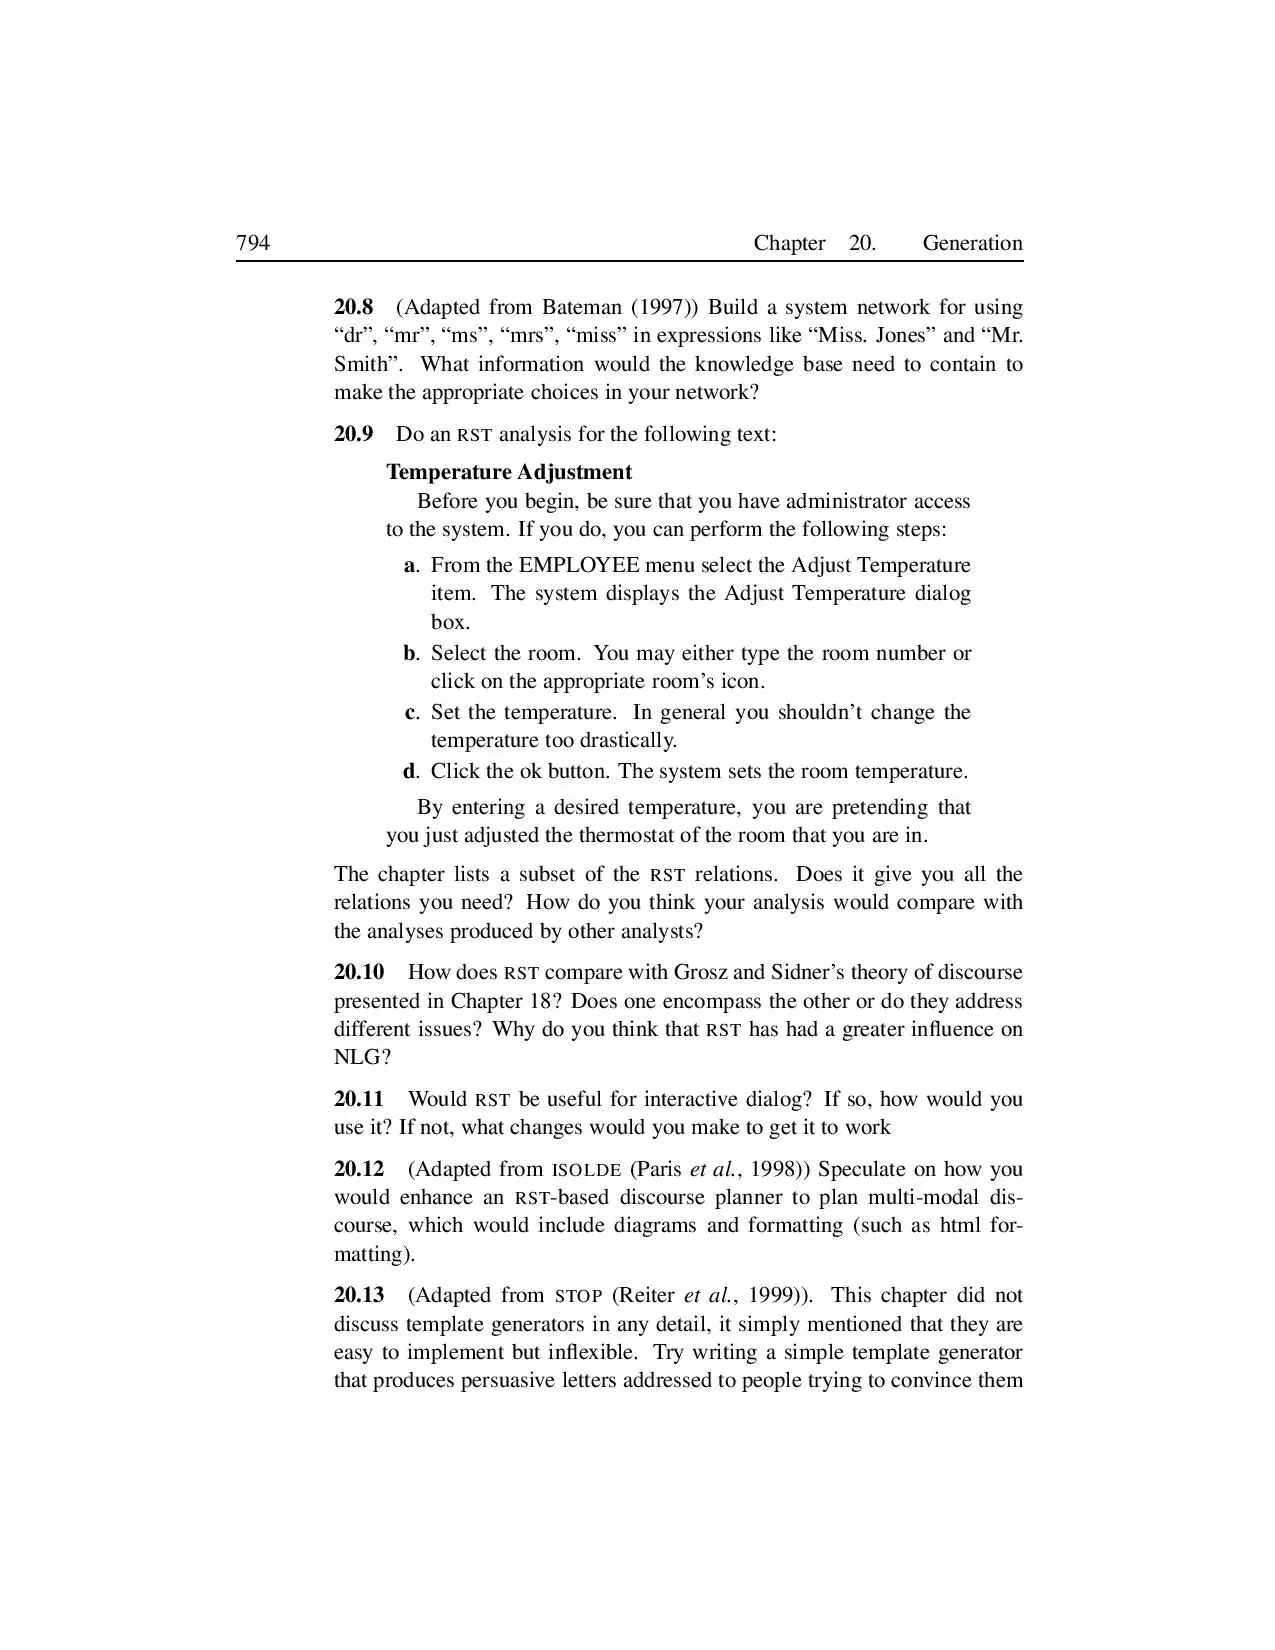 794 Chapter 20. Generation
20.8 (Adapted from Bateman (1997)) Build a system network for using
“dr”, “mr”, “ms”, “mrs”, “miss” in expressions like “Miss. Jones” and “Mr.
Smith”. What information would the knowledge base need to contain to
make the appropriate choices in your network?
20.9 Do an RST analysis for the following text:
Temperature Adjustment
Before you begin, be sure that you have administrator access
to the system. If you do, you can perform the following steps:
a. From the EMPLOYEE menu select the Adjust Temperature
item. The system displays the Adjust Temperature dialog
box.
b. Select the room. You may either type the room number or
click on the appropriate room’s icon.
c. Set the temperature. In general you shouldn’t change the
temperature too drastically.
d. Click the ok button. The system sets the room temperature.
By entering a desired temperature, you are pretending that
you just adjusted the thermostat of the room that you are in.
The chapter lists a subset of the RST relations. Does it give you all the
relations you need? How do you think your analysis would compare with
the analyses produced by other analysts?
20.10 How does RST compare with Grosz and Sidner’s theory of discourse
presented in Chapter 18? Does one encompass the other or do they address
different issues? Why do you think that RST has had a greater influence on
NLG?
20.11 Would RST be useful for interactive dialog? If so, how would you
use it? If not, what changes would you make to get it to work
20.12 (Adapted from ISOLDE (Paris et al., 1998)) Speculate on how you
would enhance an RST-based discourse planner to plan multi-modal dis-
course, which would include diagrams and formatting (such as html for-
matting).
20.13 (Adapted from STOP (Reiter et al., 1999)). This chapter did not
discuss template generators in any detail, it simply mentioned that they are
easy to implement but inflexible. Try writing a simple template generator
that produces persuasive letters addressed to people trying to convince them